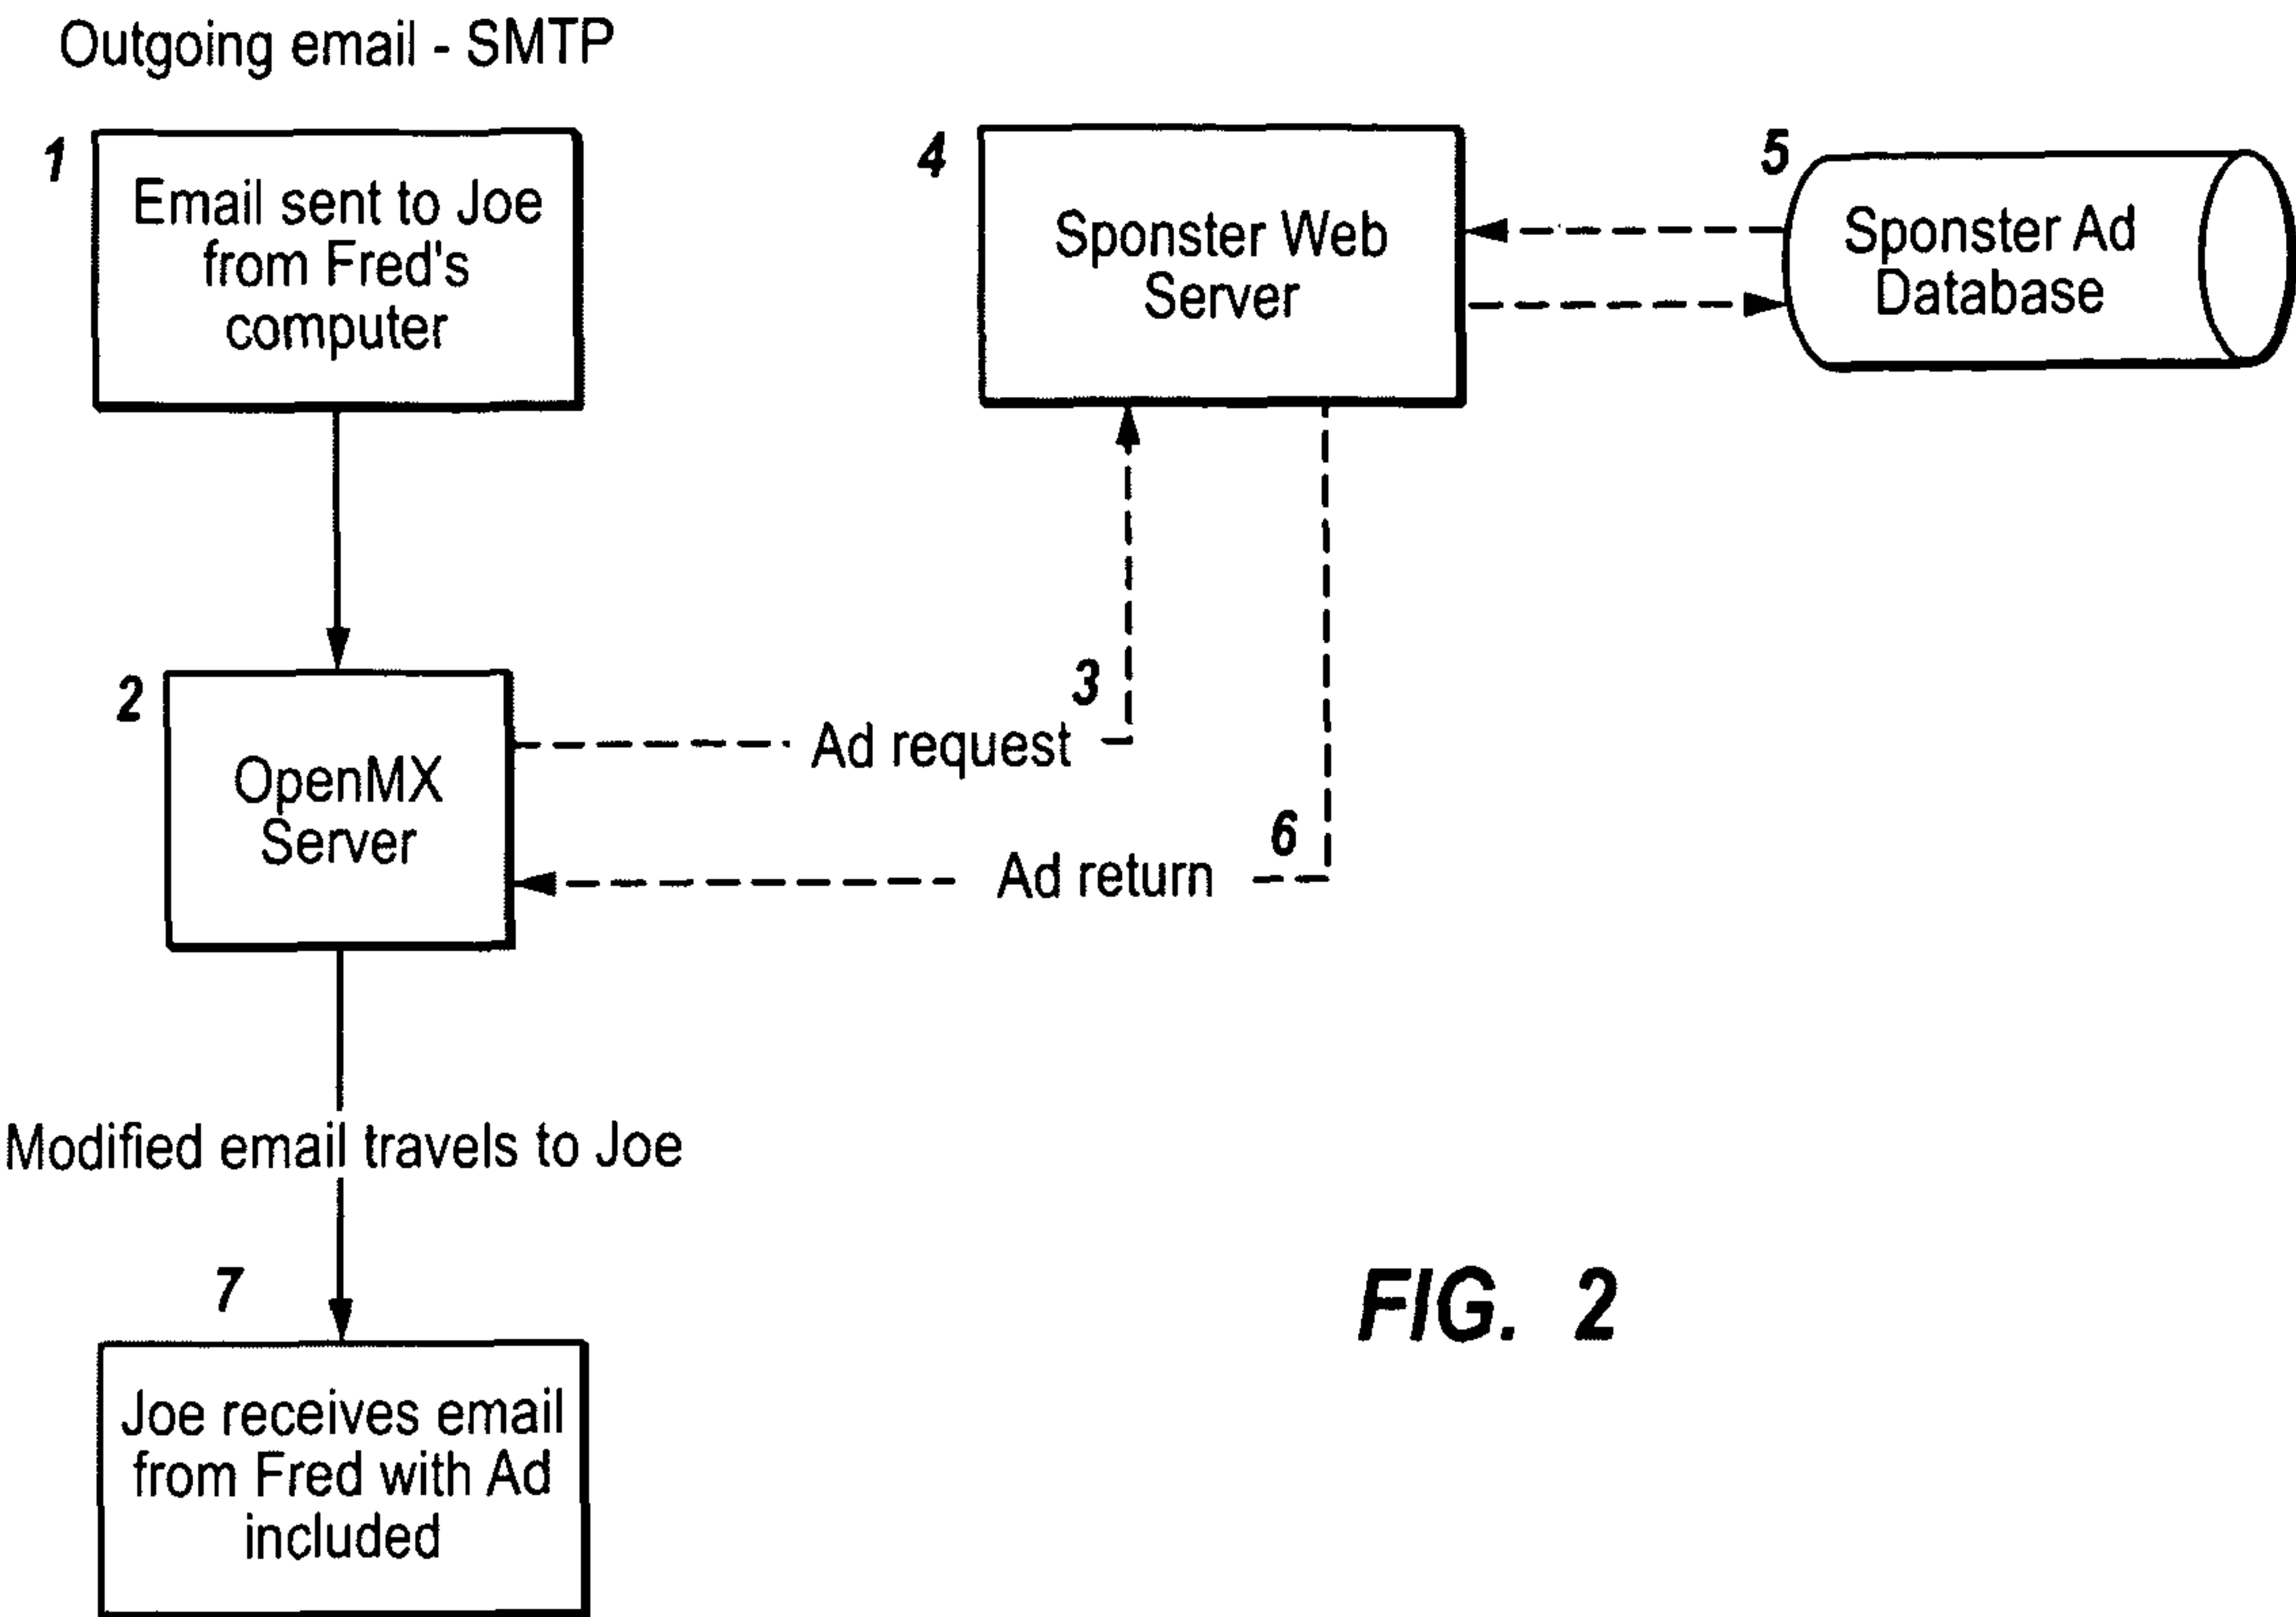 Outgoing email - SMTP
1
Email sent to Joe
from Fred's
computer
4
Sponster Web
Server
5
Sponster Ad
Database
2
OpenMX
Server
3
Ad request
6
Ad return
Modified email travels to Joe
7
Joe receives email
from Fred with Ad
included
FIG. 2